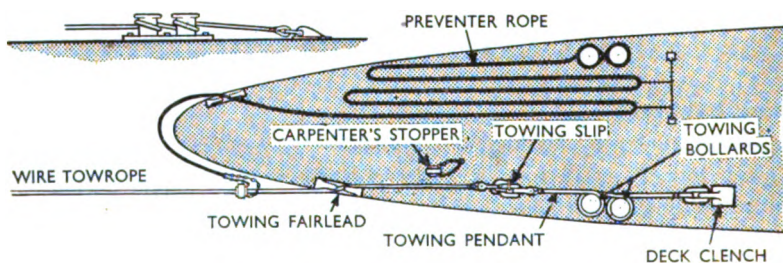 PREVENTER ROPE
CARPENTER'S STOPPER
TOWING SLIP
TOWING
BOLLARDS
WIRE TOWROPE
TOWING FAIRLEAD
TOWING PENDANT
DECK CLENCH